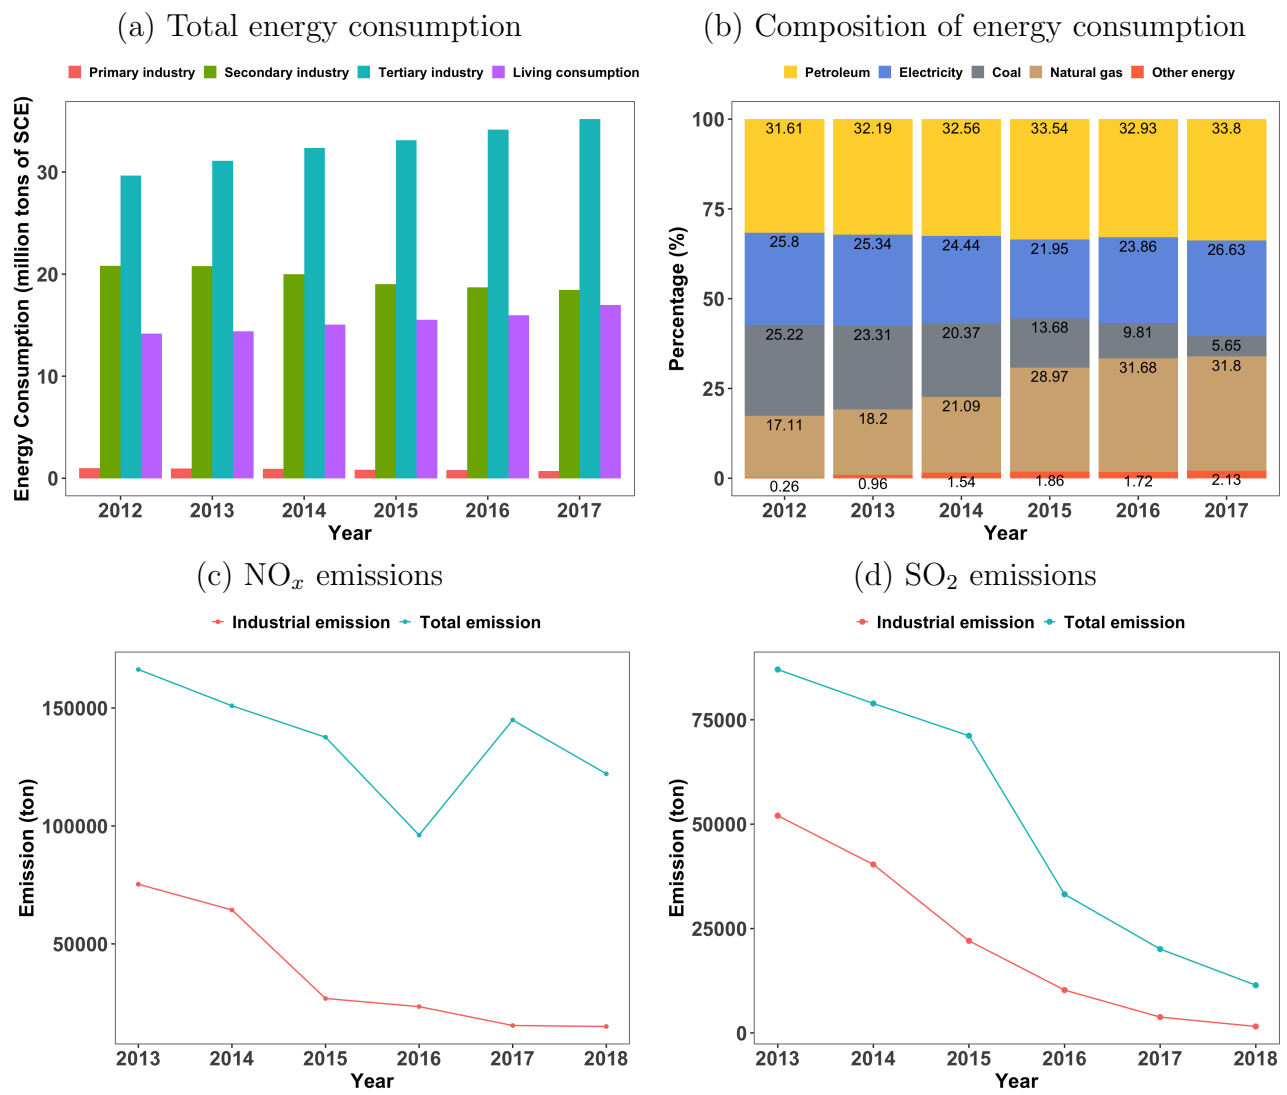 (a) Total energy consumption
Primary industry Secondary industry Tertiary industry Living consumption
Energy Consumption (million tons of SCE)
30
20
10
0
2012 2013 2014 2015 2016 2017
Year
(b) Composition of energy consumption
Petroleum Electricity Coal Natural gas Other energy
Percentage (%)
100
75
50
25
0
31.61 32.19 32.56 33.54 32.93 33.8
25.8 25.34 24.44 21.95 23.86 26.63
25.22 23.31 20.37 13.68 9.81 5.65
17.11 18.2 21.09 28.97 31.68 31.8
0.26 0.96 1.54 1.86 1.72 2.13
2012 2013 2014 2015 2016 2017
Year
(c) NOₓ emissions
Industrial emission Total emission
Emission (ton)
150000
100000
50000
2013 2014 2015 2016 2017 2018
Year
(d) SO₂ emissions
Industrial emission Total emission
Emission (ton)
75000
50000
25000
0
2013 2014 2015 2016 2017 2018
Year